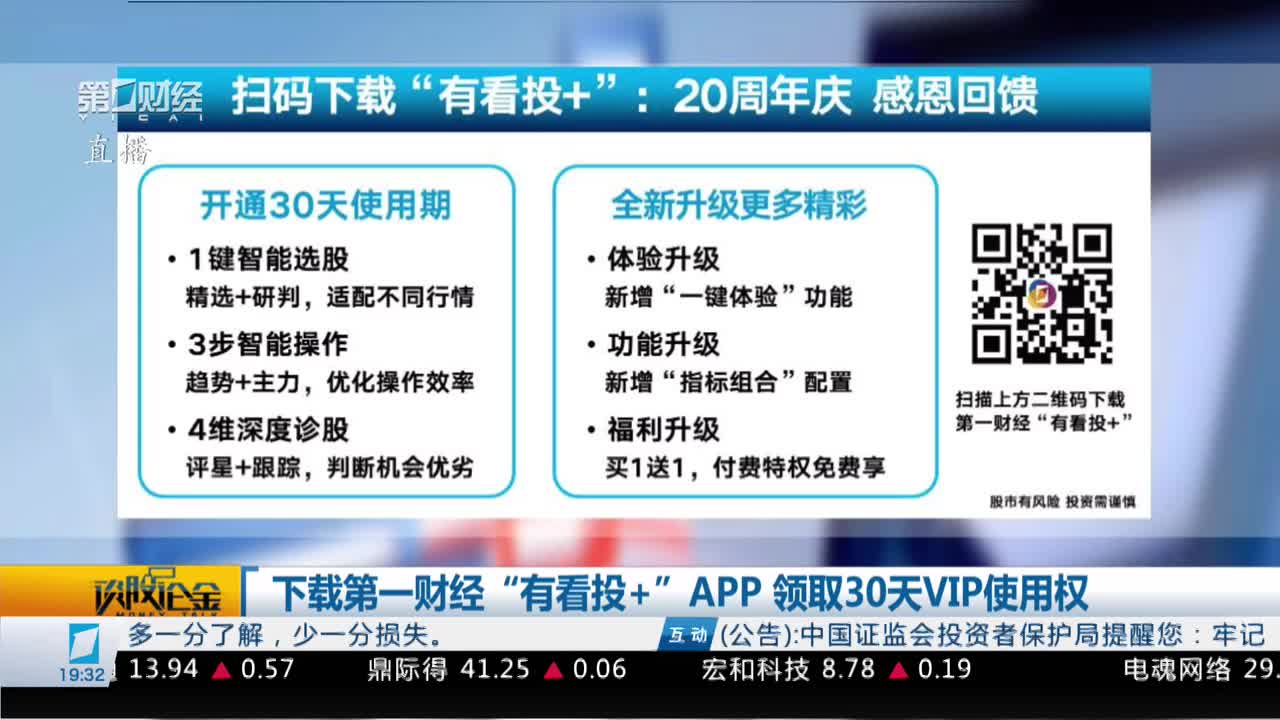 第一财经
YICAI
直播
扫码下载“有看投+”：20周年庆 感恩回馈
开通30天使用期
· 1键智能选股
精选+研判，适配不同行情
· 3步智能操作
趋势+主力，优化操作效率
· 4维深度诊股
评星+跟踪，判断机会优劣
全新升级更多精彩
· 体验升级
新增“一键体验”功能
· 功能升级
新增“指标组合”配置
· 福利升级
买1送1，付费特权免费享
扫描上方二维码下载
第一财经“有看投+”
股市有风险 投资需谨慎
谈股论金
MONEY TALK
下载第一财经“有看投+”APP 领取30天VIP使用权
多一分了解，少一分损失。
互动 (公告):中国证监会投资者保护局提醒您：牢记
19:32
13.94 ▲ 0.57 鼎际得 41.25 ▲ 0.06 宏和科技 8.78 ▲ 0.19 电魂网络 29.